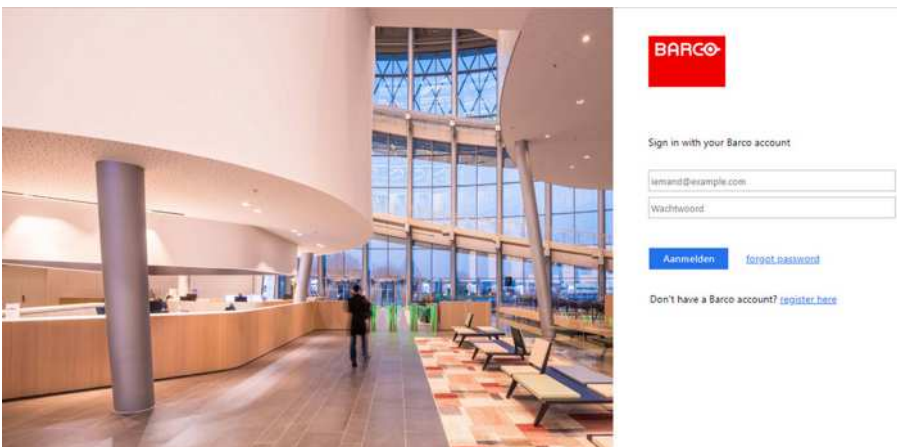 BARCO
Sign in with your Barco account
iemand@example.com
Wachtwoord
Aanmelden forgot password
Don't have a Barco account? register here